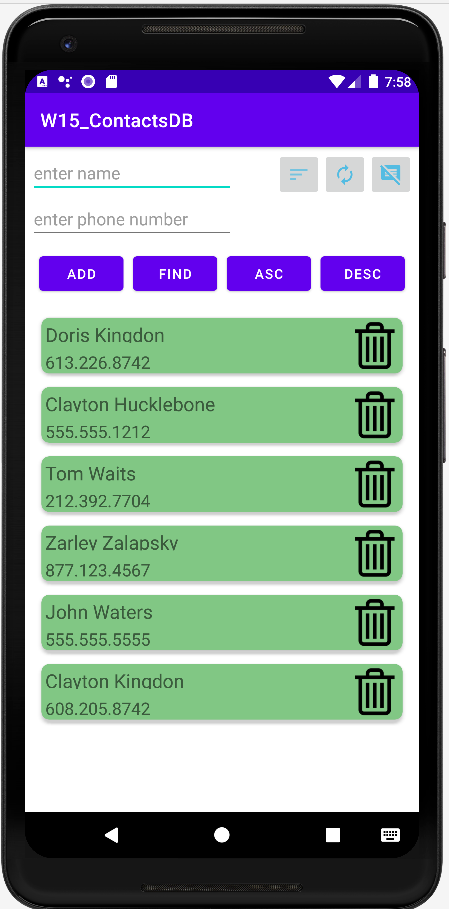 A
7:58
W15_ContactsDB
enter name
enter phone number
ADD FIND ASC DESC
Doris Kingdon
613.226.8742
Clayton Hucklebone
555.555.1212
Tom Waits
212.392.7704
Zarley Zalapsky
877.123.4567
John Waters
555.555.5555
Clayton Kingdon
608.205.8742